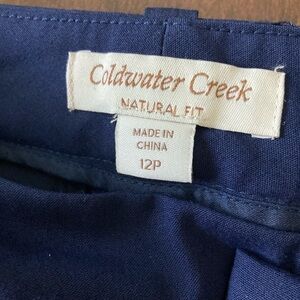 Coldwater Creek
NATURAL FIT
MADE IN
CHINA
12P